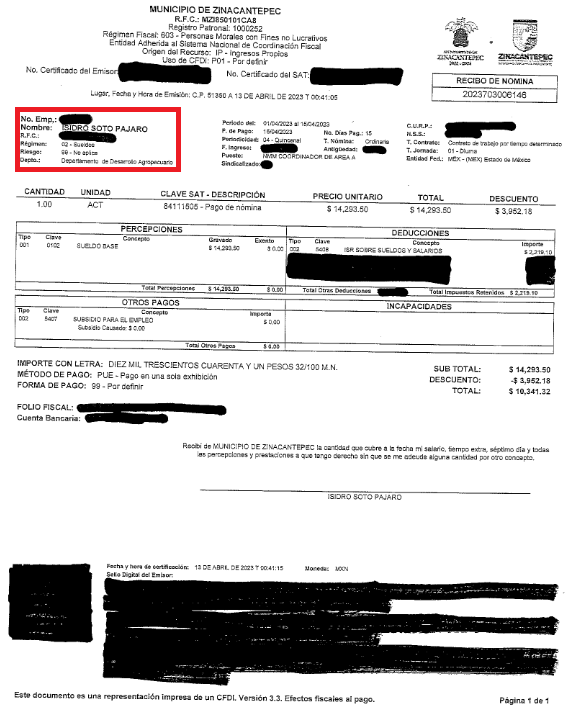 MUNICIPIO DE ZINACANTEPEC
R.F.C.: MZI850101CA8
Registro Patronal: 1000252
Régimen Fiscal: 603 - Personas Morales con Fines no Lucrativos
Entidad Adherida al Sistema Nacional de Coordinación Fiscal
Origen del Recurso: IP - Ingresos Propios
Uso de CFDI: P01 - Por definir
ZINACANTEPEC
ZINACANTEPEC
No. Certificado del Emisor:
No. Certificado del SAT:
Lugar, Fecha y Hora de Emisión: C.P. 51350 A 13 DE ABRIL DE 2023 T 00:41:05
RECIBO DE NOMINA
2023703006146
No. Emp.:
Nombre: ISIDRO SOTO PAJARO
R.F.C.:
Régimen: 02 - Sueldos
Riesgo: 99 - No aplica
Depto.: Departamento de Desarrollo Agropecuario
Periodo del: 01/04/2023 al 15/04/2023
F. de Pago: 15/04/2023 No. Días Pag.: 15
Periodicidad: 04 - Quincenal T. Nómina: Ordinaria
F. Ingreso: Antigüedad:
Puesto: NMM COORDINADOR DE AREA A
Sindicalizado:
C.U.R.P.:
N.S.S.:
T. Contrato: Contrato de trabajo por tiempo determinado
T. Jornada: 01 - Diurna
Entidad Fed.: MÉX - (MEX) Estado de México
CANTIDAD UNIDAD CLAVE SAT - DESCRIPCIÓN PRECIO UNITARIO TOTAL DESCUENTO
1.00 ACT 84111505 - Pago de nómina $ 14,293.50 $ 14,293.50 $ 3,952.18
PERCEPCIONES
Tipo Clave Concepto Gravado Exento
001 0102 SUELDO BASE $ 14,293.50 $ 0.00
Total Percepciones $ 14,293.50 $ 0.00
DEDUCCIONES
Tipo Clave Concepto Importe
002 5408 ISR SOBRE SUELDOS Y SALARIOS $ 2,219.10
Total Otras Deducciones Total Impuestos Retenidos $ 2,219.10
OTROS PAGOS
Tipo Clave Concepto Importe
002 5407 SUBSIDIO PARA EL EMPLEO $ 0.00
Subsidio Causado: $ 0.00
Total Otros Pagos $ 0.00
INCAPACIDADES
IMPORTE CON LETRA: DIEZ MIL TRESCIENTOS CUARENTA Y UN PESOS 32/100 M.N.
MÉTODO DE PAGO: PUE - Pago en una sola exhibición
FORMA DE PAGO: 99 - Por definir
SUB TOTAL: $ 14,293.50
DESCUENTO: -$ 3,952.18
TOTAL: $ 10,341.32
FOLIO FISCAL:
Cuenta Bancaria:
Recibí de MUNICIPIO DE ZINACANTEPEC la cantidad que cubre a la fecha mi salario, tiempo extra, séptimo día y todas
las percepciones y prestaciones a que tengo derecho sin que se me adeuda alguna cantidad por otro concepto.
ISIDRO SOTO PAJARO
Fecha y hora de certificación: 13 DE ABRIL DE 2023 T 00:41:15 Moneda: MXN
Sello Digital del Emisor:
Este documento es una representación impresa de un CFDI. Versión 3.3. Efectos fiscales al pago.
Página 1 de 1